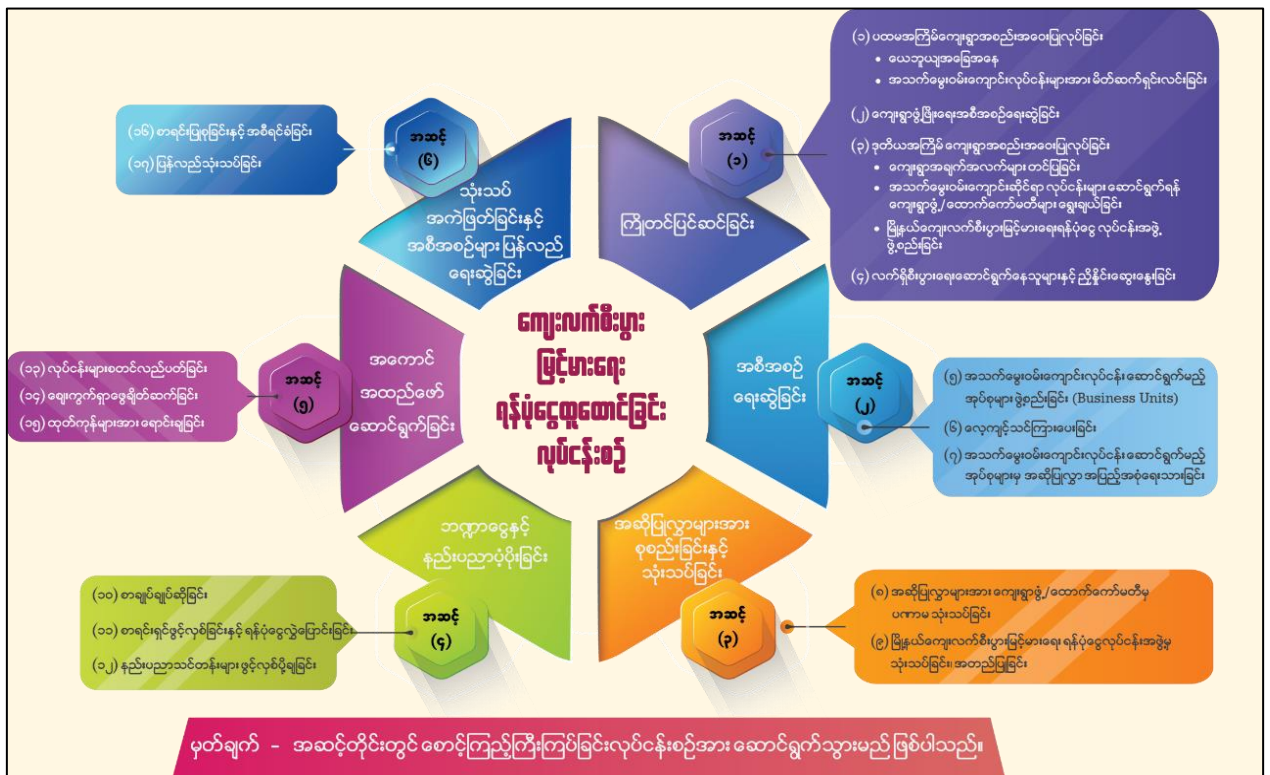 ကျေးလက်စီးပွား
မြှင့်မားရေး
ရန်ပုံငွေထူထောင်ခြင်း
လုပ်ငန်းစဉ်
အဆင့်
(၁)
ကြိုတင်ပြင်ဆင်ခြင်း
(၁) ပထမအကြိမ်ကျေးရွာအစည်းအဝေးပြုလုပ်ခြင်း
• ယေဘူယျအခြေအနေ
• အသက်မွေးဝမ်းကျောင်းလုပ်ငန်းများအား မိတ်ဆက်ရှင်းလင်းခြင်း
(၂) ကျေးရွာဖွံ့ဖြိုးရေးအစီအစဉ်ရေးဆွဲခြင်း
(၃) ဒုတိယအကြိမ် ကျေးရွာအစည်းအဝေးပြုလုပ်ခြင်း
• ကျေးရွာအချက်အလက်များ တင်ပြခြင်း
• အသက်မွေးဝမ်းကျောင်းဆိုင်ရာ လုပ်ငန်းများ ဆောင်ရွက်ရန်
ကျေးရွာဖွံ့/ထောက်ကော်မတီများ ရွေးချယ်ခြင်း
• မြို့နယ်ကျေးလက်စီးပွားမြှင့်မားရေးရန်ပုံငွေ လုပ်ငန်းအဖွဲ့
ဖွဲ့စည်းခြင်း
(၄) လက်ရှိစီးပွားရေးဆောင်ရွက်နေသူများနှင့် ညှိနှိုင်းဆွေးနွေးခြင်း
အဆင့်
(၂)
အစီအစဉ်
ရေးဆွဲခြင်း
(၅) အသက်မွေးဝမ်းကျောင်းလုပ်ငန်း ဆောင်ရွက်မည့်
အုပ်စုများ ဖွဲ့စည်းခြင်း (Business Units)
(၆) လေ့ကျင့်သင်ကြားပေးခြင်း
(၇) အသက်မွေးဝမ်းကျောင်းလုပ်ငန်း ဆောင်ရွက်မည့်
အုပ်စုများမှ အဆိုပြုလွှာ အပြည့်အစုံရေးသားခြင်း
အဆိုပြုလွှာများအား
စုစည်းခြင်းနှင့်
သုံးသပ်ခြင်း
အဆင့်
(၃)
(၈) အဆိုပြုလွှာများအား ကျေးရွာဖွံ့/ထောက်ကော်မတီမှ
ပဏာမ သုံးသပ်ခြင်း
(၉) မြို့နယ်ကျေးလက်စီးပွားမြှင့်မားရေး ရန်ပုံငွေလုပ်ငန်းအဖွဲ့မှ
သုံးသပ်ခြင်း၊ အတည်ပြုခြင်း
ဘဏ္ဍာငွေနှင့်
နည်းပညာပံ့ပိုးခြင်း
အဆင့်
(၄)
(၁၀) စာချုပ်ချုပ်ဆိုခြင်း
(၁၁) စာရင်းရှင်ဖွင့်လှစ်ခြင်းနှင့် ရန်ပုံငွေလွှဲပြောင်းခြင်း
(၁၂) နည်းပညာသင်တန်းများ ဖွင့်လှစ်ပို့ချခြင်း
အကောင်
အထည်ဖော်
ဆောင်ရွက်ခြင်း
အဆင့်
(၅)
(၁၃) လုပ်ငန်းများစတင်လည်ပတ်ခြင်း
(၁၄) ဈေးကွက်ရှာဖွေချိတ်ဆက်ခြင်း
(၁၅) ထုတ်ကုန်များအား ရောင်းချခြင်း
အဆင့်
(၆)
သုံးသပ်
အကဲဖြတ်ခြင်းနှင့်
အစီအစဉ်များ ပြန်လည်
ရေးဆွဲခြင်း
(၁၆) စာရင်းပြုစုခြင်းနှင့် အစီရင်ခံခြင်း
(၁၇) ပြန်လည်သုံးသပ်ခြင်း
မှတ်ချက် - အဆင့်တိုင်းတွင် စောင့်ကြည့်ကြီးကြပ်ခြင်းလုပ်ငန်းစဉ်အား ဆောင်ရွက်သွားမည် ဖြစ်ပါသည်။